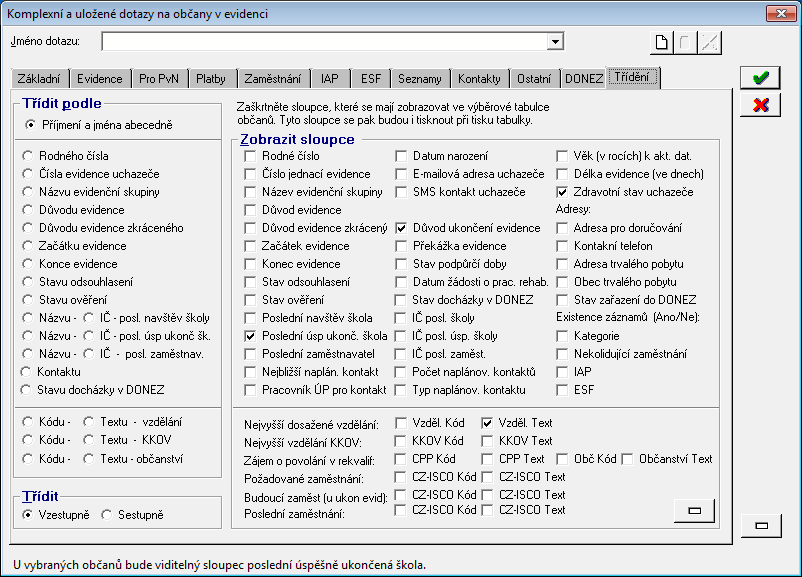 Komplexní a uložené dotazy na občany v evidenci
Jméno dotazu:
Základní Evidence Pro PvN Platby Zaměstnání IAP ESF Seznamy Kontakty Ostatní DONEZ Třídění
Třídit podle
Příjmení a jména abecedně
Rodného čísla
Čísla evidence uchazeče
Názvu evidenční skupiny
Důvodu evidence
Důvodu evidence zkráceného
Začátku evidence
Konce evidence
Stavu odsouhlasení
Stavu ověření
Názvu - IČ - posl. navštěv školy
Názvu - IČ - posl. úsp ukonč šk.
Názvu - IČ - posl. zaměstnav.
Kontaktu
Stavu docházky v DONEZ
Kódu - Textu - vzdělání
Kódu - Textu - KKOV
Kódu - Textu - občanství
Třídit
Vzestupně Sestupně
Zaškrtněte sloupce, které se mají zobrazovat ve výběrové tabulce
občanů. Tyto sloupce se pak budou i tisknout při tisku tabulky.
Zobrazit sloupce
Rodné číslo Datum narození Věk (v rocích) k akt. dat.
Číslo jednací evidence E-mailová adresa uchazeče Délka evidence (ve dnech)
Název evidenční skupiny SMS kontakt uchazeče Zdravotní stav uchazeče
Důvod evidence Adresy:
Důvod evidence zkrácený Důvod ukončení evidence Adresa pro doručování
Začátek evidence Překážka evidence Kontakní telefon
Konec evidence Stav podpůrčí doby Adresa trvalého pobytu
Stav odsouhlasení Datum žádosti o prac. rehab. Obec trvalého pobytu
Stav ověření Stav docházky v DONEZ Stav zařazení do DONEZ
Poslední navštěv škola IČ posl. školy Existence záznamů (Ano/Ne):
Poslední úsp ukonč. škola IČ posl. úsp. školy Kategorie
Poslední zaměstnavatel IČ posl. zaměst. Nekolidující zaměstnání
Nejbližší naplán. kontakt Počet naplánov. kontaktů IAP
Pracovník ÚP pro kontakt Typ naplánov. kontaktu ESF
Nejvyšší dosažené vzdělání: Vzděl. Kód Vzděl. Text
Nejvyšší vzdělání KKOV: KKOV Kód KKOV Text
Zájem o povolání v rekvalif: CPP Kód CPP Text Obč Kód Občanství Text
Požadované zaměstnání: CZ-ISCO Kód CZ-ISCO Text
Budoucí zaměst (u ukon evid): CZ-ISCO Kód CZ-ISCO Text
Poslední zaměstnání: CZ-ISCO Kód CZ-ISCO Text
U vybraných občanů bude viditelný sloupec poslední úspěšně ukončená škola.